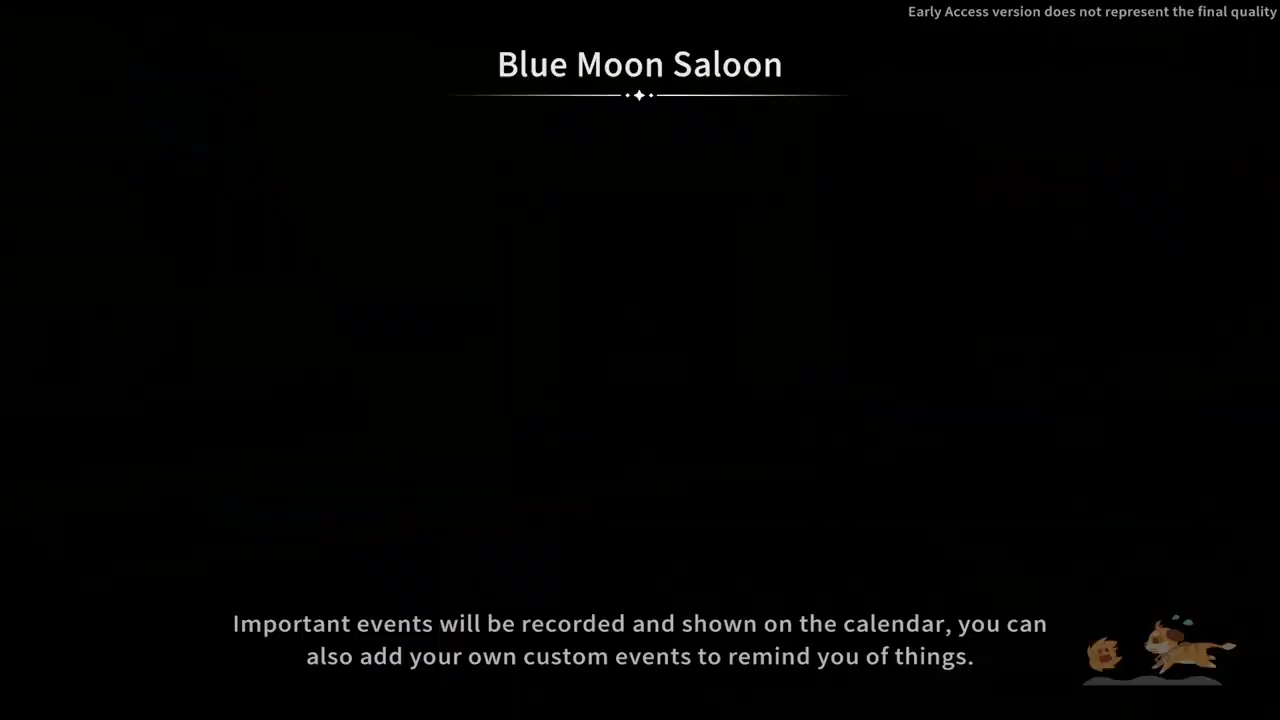 Early Access version does not represent the final quality
Blue Moon Saloon
Important events will be recorded and shown on the calendar, you can
also add your own custom events to remind you of things.